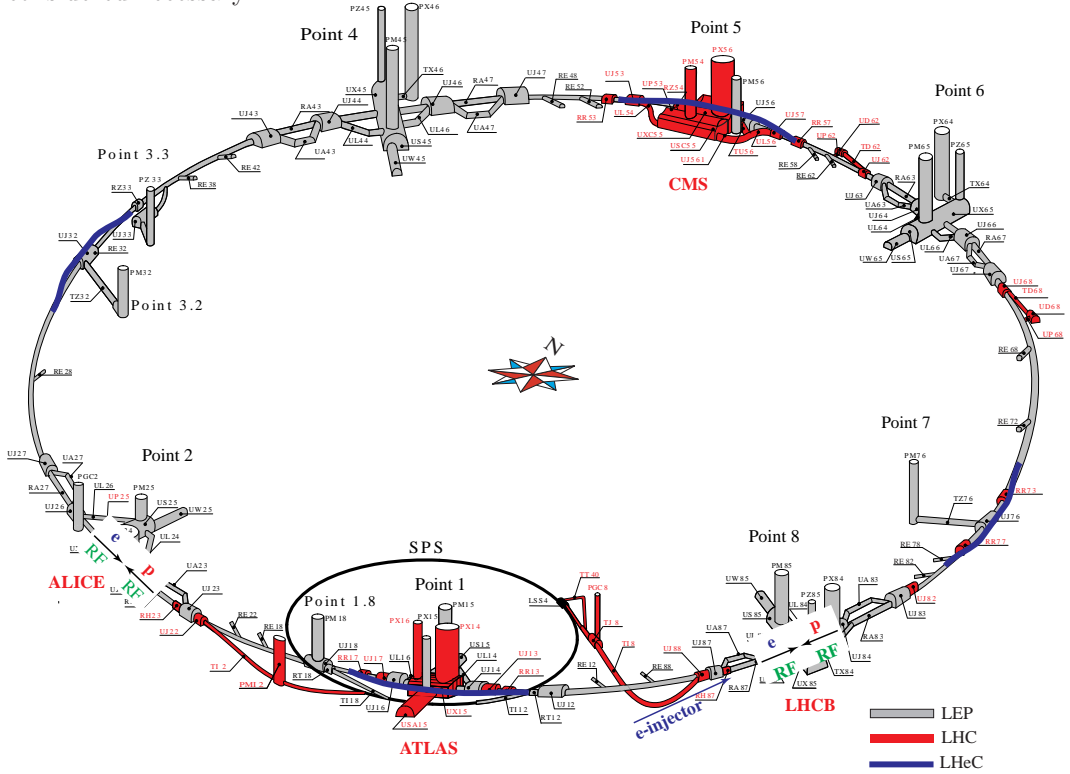 PZ45
PX46
Point 4
PM45
Point 5
PX56
PM54
PM56
TX46
UX45
UJ46
RA47
UJ47
RE48
RE52
UJ53
UP53
RZ54
UJ44
RA43
UJ43
RR53
UL54
UJ56
UJ57
RR57
UD62
UP62
TD62
UJ62
Point 6
PX64
PM65
PZ65
UL46
UA47
UL44
US45
UA43
UW45
UXC55
USC55
UJ561
TU56
UL56
CMS
RE58
RE62
RA63
TX64
UJ63
UA63
UJ64
UX65
UL64
UJ66
RA67
UL66
UA67
UW65
US65
UJ67
Point 3.3
RE42
PZ33
RE38
RZ33
UJ32
UJ33
RE32
PM32
TZ32
Point 3.2
UJ68
TD68
UD68
UP68
RE68
N
RE28
RE72
Point 7
PM76
TZ76
RR73
UJ76
RR77
RE78
RE82
UJ27
UA27
Point 2
PGC2
RA27
UL26
UP25
PM25
US25
UW25
UJ26
UL24
e
p
RF
RF
ALICE
UA23
UJ23
RH23
UJ22
RE22
RE18
SPS
Point 1
Point 1.8
PM18
PM15
PX15
PX16
PX14
LSS4
TT40
PGC8
TJ8
TI8
Point 8
PM85
UW85
PZ85
PX84
UA83
UL84
US85
UJ82
UJ83
RA83
UJ84
TX84
UX85
e
p
RF
RF
LHCB
UA87
UJ87
UJ88
RH87
RA87
RE88
RE12
e-injector
UJ18
RR17
UJ17
UL16
US15
UL14
UJ14
UJ13
RR13
RT18
TI2
PMI2
TI18
UJ16
USA15
UX15
TI12
RT12
UJ12
ATLAS
LEP
LHC
LHeC